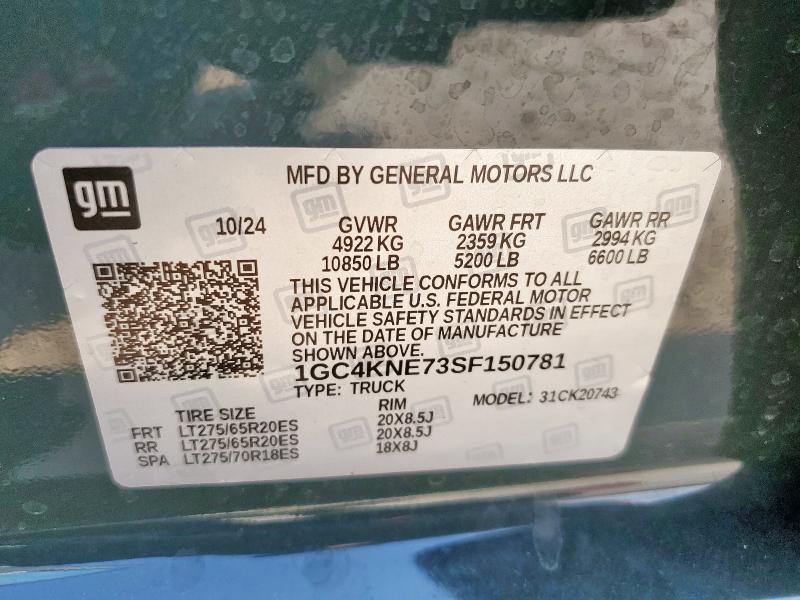 gm
MFD BY GENERAL MOTORS LLC
10/24 GVWR GAWR FRT GAWR RR
4922 KG 2359 KG 2994 KG
10850 LB 5200 LB 6600 LB
THIS VEHICLE CONFORMS TO ALL
APPLICABLE U.S. FEDERAL MOTOR
VEHICLE SAFETY STANDARDS IN EFFECT
ON THE DATE OF MANUFACTURE
SHOWN ABOVE.
1GC4KNE73SF150781
TYPE: TRUCK MODEL: 31CK20743
TIRE SIZE RIM
FRT LT275/65R20ES 20X8.5J
RR LT275/65R20ES 20X8.5J
SPA LT275/70R18ES 18X8J